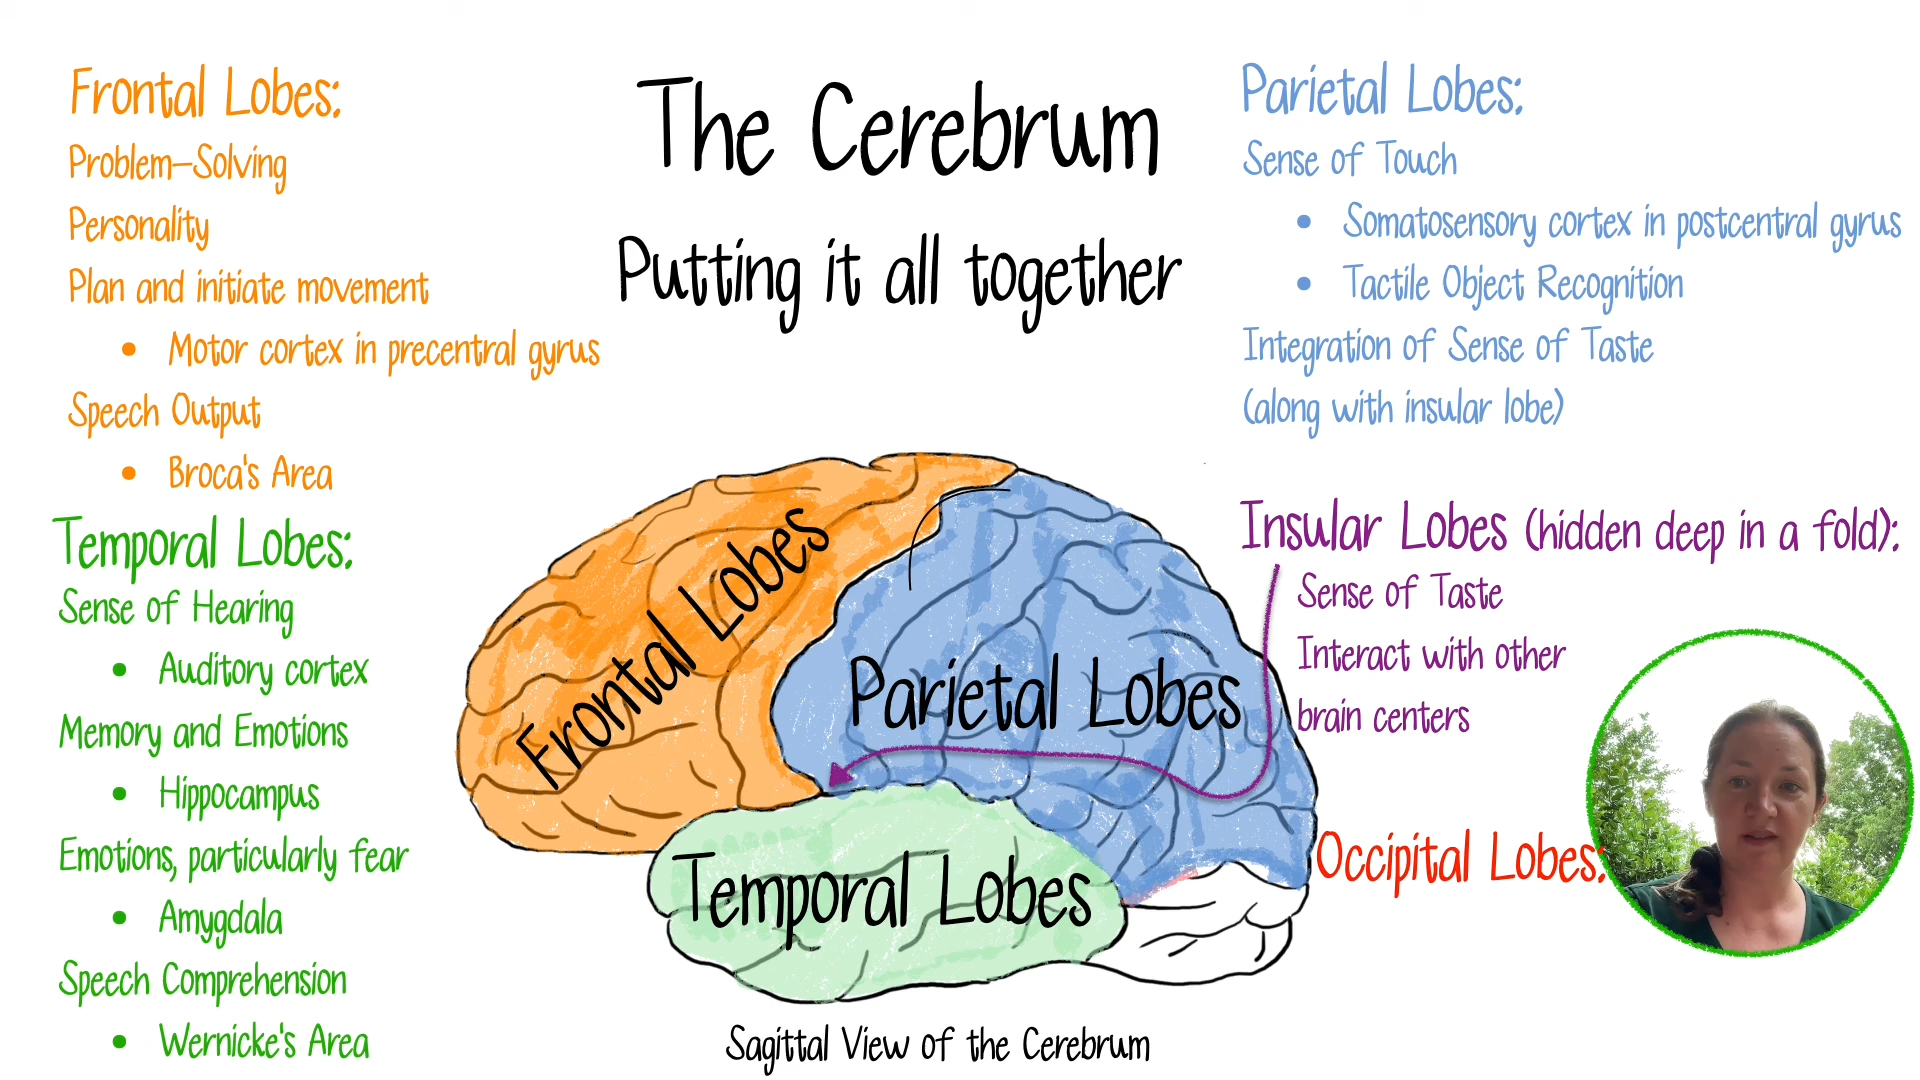 The Cerebrum
Putting it all together
Frontal Lobes:
Problem-Solving
Personality
Plan and initiate movement
• Motor cortex in precentral gyrus
Speech Output
• Broca's Area
Temporal Lobes:
Sense of Hearing
• Auditory cortex
Memory and Emotions
• Hippocampus
Emotions, particularly fear
• Amygdala
Speech Comprehension
• Wernicke's Area
Parietal Lobes:
Sense of Touch
• Somatosensory cortex in postcentral gyrus
• Tactile Object Recognition
Integration of Sense of Taste
(along with insular lobe)
Insular Lobes (hidden deep in a fold):
Sense of Taste
Interact with other
brain centers
Occipital Lobes:
Frontal Lobes
Parietal Lobes
Temporal Lobes
Sagittal View of the Cerebrum